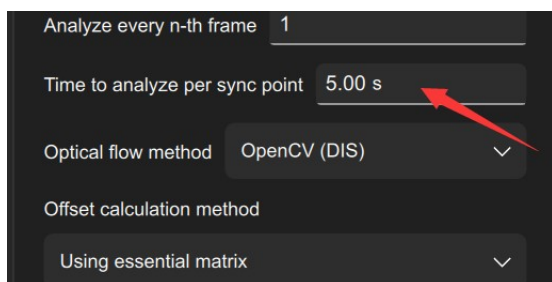 Analyze every n-th frame 1
Time to analyze per sync point 5.00 s
Optical flow method OpenCV (DIS)
Offset calculation method
Using essential matrix